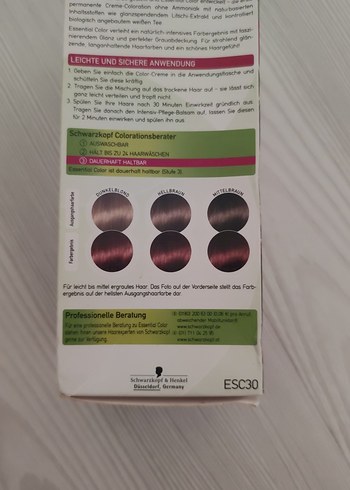 permanente Creme-Coloration ohne Ammoniak mit naturbasierten
Inhaltsstoffen wie glanzspendendem Litschi-Extrakt und kontrolliert
biologisch angebautem weißen Tee.
Essential Color verleiht ein natürlich-intensives Farbergebnis mit faszi-
nierendem Glanz und perfekter Grauabdeckung. Für strahlend glän-
zende, langanhaltende Haarfarben und ein schönes Haargefühl!
LEICHTE UND SICHERE ANWENDUNG
1. Geben Sie einfach die Color-Creme in die Anwendungsflasche und
schütteln Sie diese kräftig.
2. Tragen Sie die Mischung auf das trockene Haar auf - sie lässt sich
ganz leicht verteilen und tropft nicht.
3. Spülen Sie Ihre Haare nach 30 Minuten Einwirkzeit gründlich aus.
Tragen Sie danach den Intensiv-Pflege-Balsam auf, lassen Sie diesen
für 2 Minuten einwirken und spülen ihn aus.
Schwarzkopf Colorationsberater
1 AUSWASCHBAR
2 HÄLT BIS ZU 24 HAARWÄSCHEN
3 DAUERHAFT HALTBAR
Essential Color ist dauerhaft haltbar (Stufe 3).
DUNKELBLOND HELLBRAUN MITTELBRAUN
Ausgangshaarfarbe
Farbergebnis
Für leicht bis mittel ergrautes Haar. Das Foto auf der Vorderseite stellt das Farb-
ergebnis auf der hellsten Ausgangshaarfarbe dar.
Professionelle Beratung
Für eine professionelle Beratung zu Essential Color
stehen Ihnen unsere Haarexperten von Schwarzkopf
gerne zur Verfügung.
abweichender Mobilfunktarif
www.schwarzkopf.de
www.schwarzkopf.at
Schwarzkopf & Henkel
Düsseldorf, Germany
ESC30